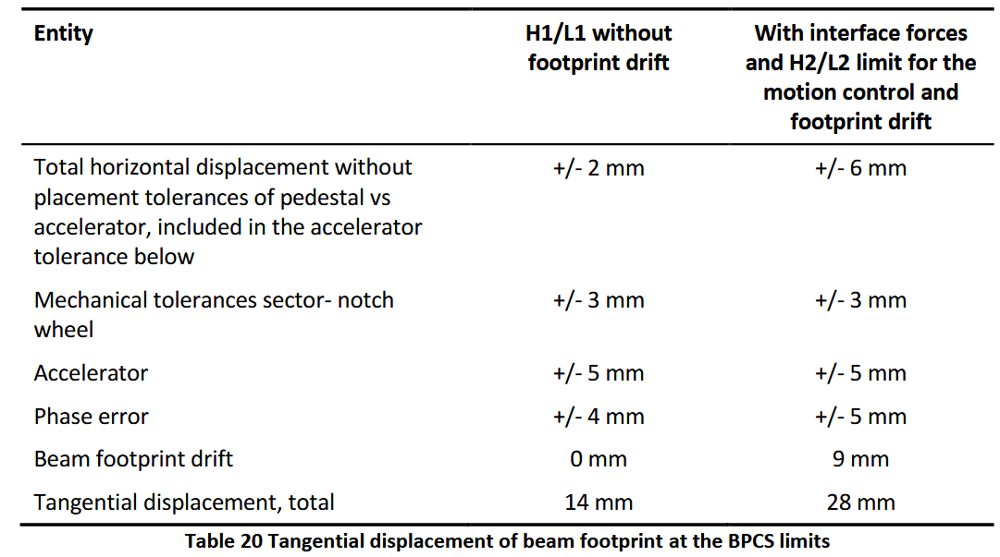 Entity H1/L1 without footprint drift With interface forces and H2/L2 limit for the motion control and footprint drift
Total horizontal displacement without +/- 2 mm +/- 6 mm
placement tolerances of pedestal vs
accelerator, included in the accelerator
tolerance below
Mechanical tolerances sector- notch +/- 3 mm +/- 3 mm
wheel
Accelerator +/- 5 mm +/- 5 mm
Phase error +/- 4 mm +/- 5 mm
Beam footprint drift 0 mm 9 mm
Tangential displacement, total 14 mm 28 mm
Table 20 Tangential displacement of beam footprint at the BPCS limits